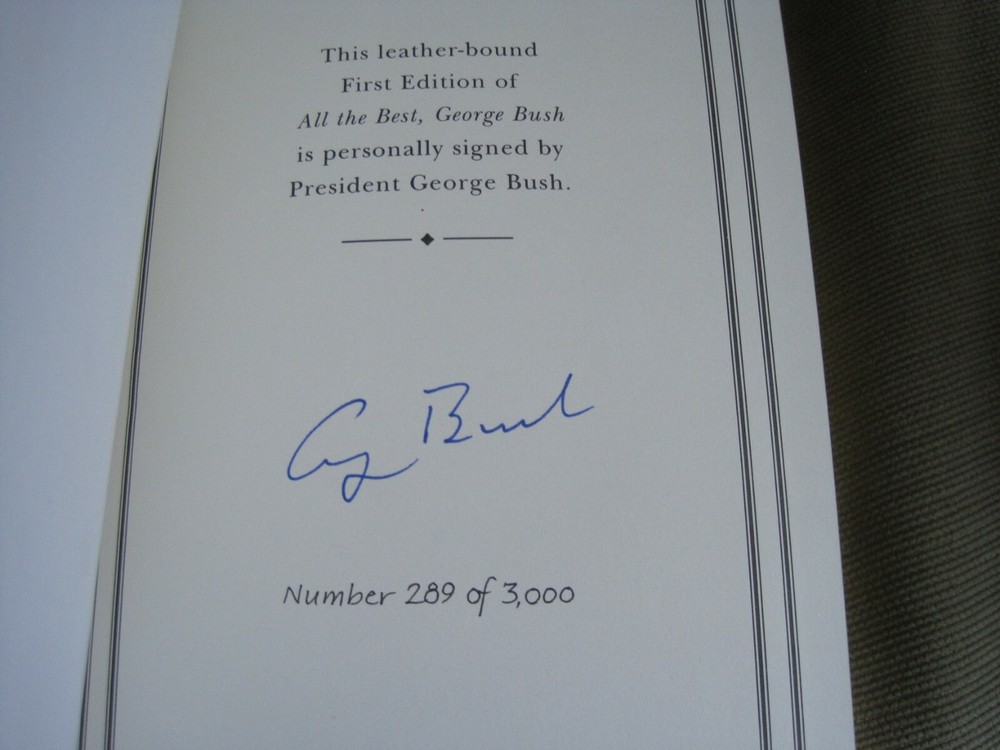 This leather-bound
First Edition of
All the Best, George Bush
is personally signed by
President George Bush.
G Bush
Number 289 of 3,000